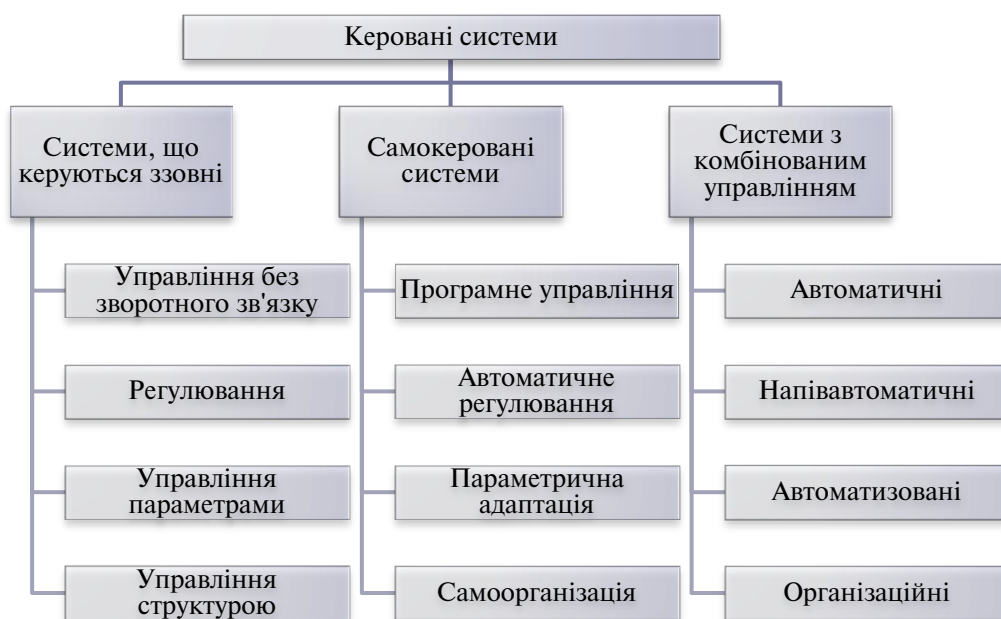 Керовані системи
Системи, що
керуються ззовні
Управління без
зворотного зв'язку
Регулювання
Управління
параметрами
Управління
структурою
Самокеровані
системи
Програмне управління
Автоматичне
регулювання
Параметрична
адаптація
Самоорганізація
Системи з
комбінованим
управлінням
Автоматичні
Напівавтоматичні
Автоматизовані
Організаційні